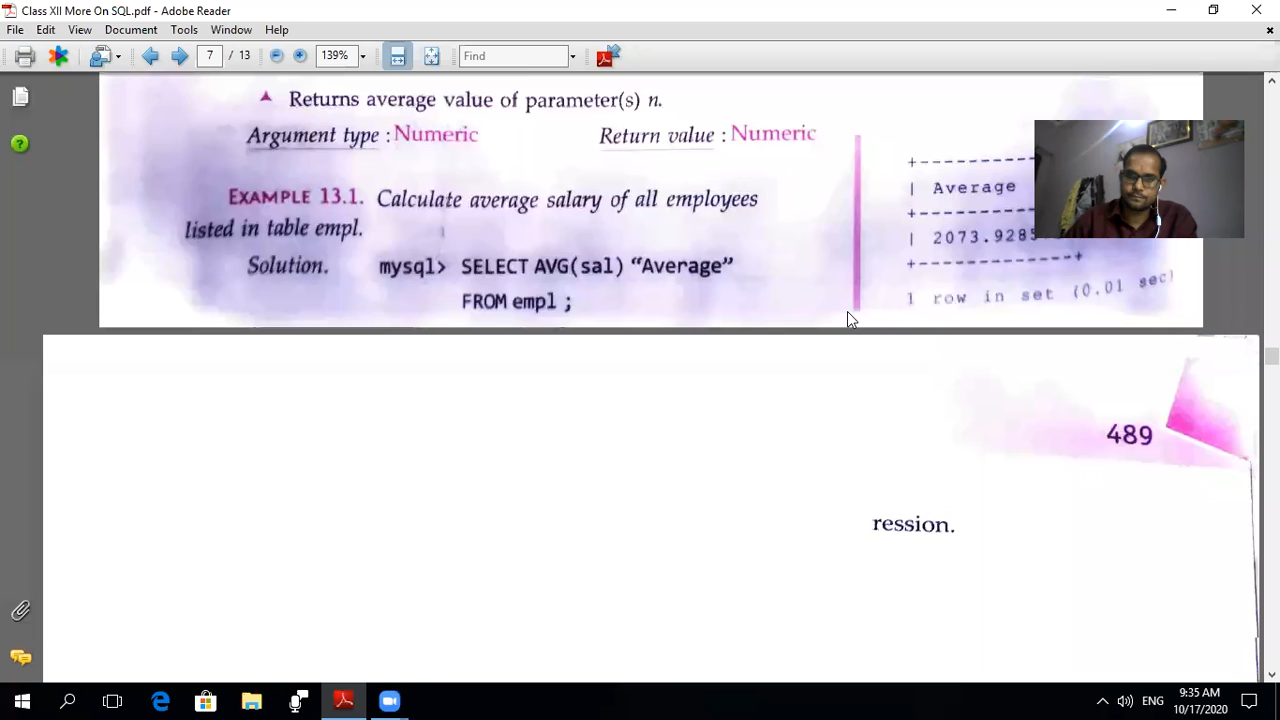 Class XII More On SQL.pdf - Adobe Reader
File Edit View Document Tools Window Help
7 / 13 139% Find
Returns average value of parameter(s) n.
Argument type : Numeric Return value : Numeric
EXAMPLE 13.1. Calculate average salary of all employees
listed in table empl.
Solution. mysql> SELECT AVG(sal) “Average”
FROM empl ;
+-----------
| Average
+-----------
| 2073.9285
+------------+
1 row in set (0.01 sec)
489
ression.
ENG
9:35 AM
10/17/2020